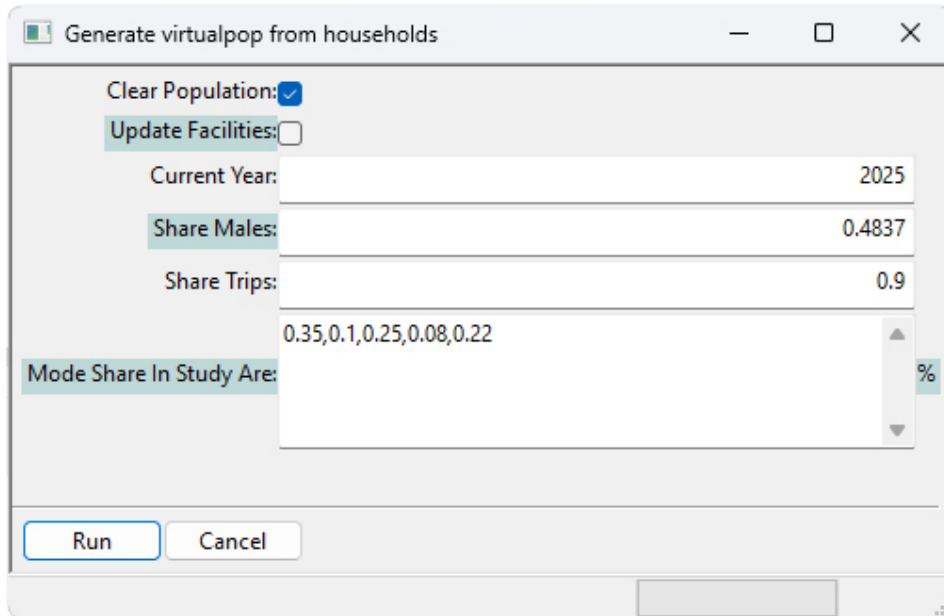 Generate virtualpop from households
Clear Population:
Update Facilities:
Current Year: 2025
Share Males: 0.4837
Share Trips: 0.9
0.35,0.1,0.25,0.08,0.22
Mode Share In Study Are: %
Run Cancel